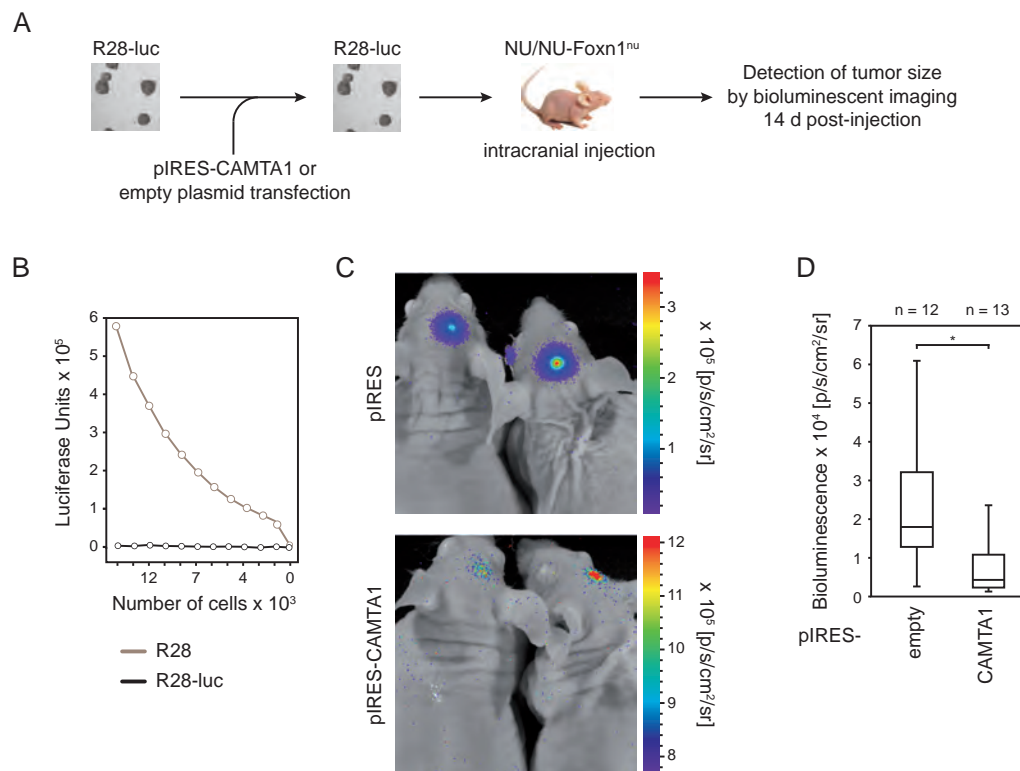 A
R28-luc
R28-luc
NU/NU-Foxn1ⁿᵘ
Detection of tumor size
by bioluminescent imaging
14 d post-injection
intracranial injection
pIRES-CAMTA1 or
empty plasmid transfection
B
Luciferase Units x 10⁵
6
5
4
3
2
1
0
12
7
4
0
Number of cells x 10³
R28
R28-luc
C
pIRES
3
2
1
x 10⁵ [p/s/cm²/sr]
pIRES-CAMTA1
12
11
10
9
8
x 10⁵ [p/s/cm²/sr]
D
n = 12
n = 13
*
Bioluminescence x 10⁴ [p/s/cm²/sr]
7
6
5
4
3
2
1
0
pIRES-
empty
CAMTA1